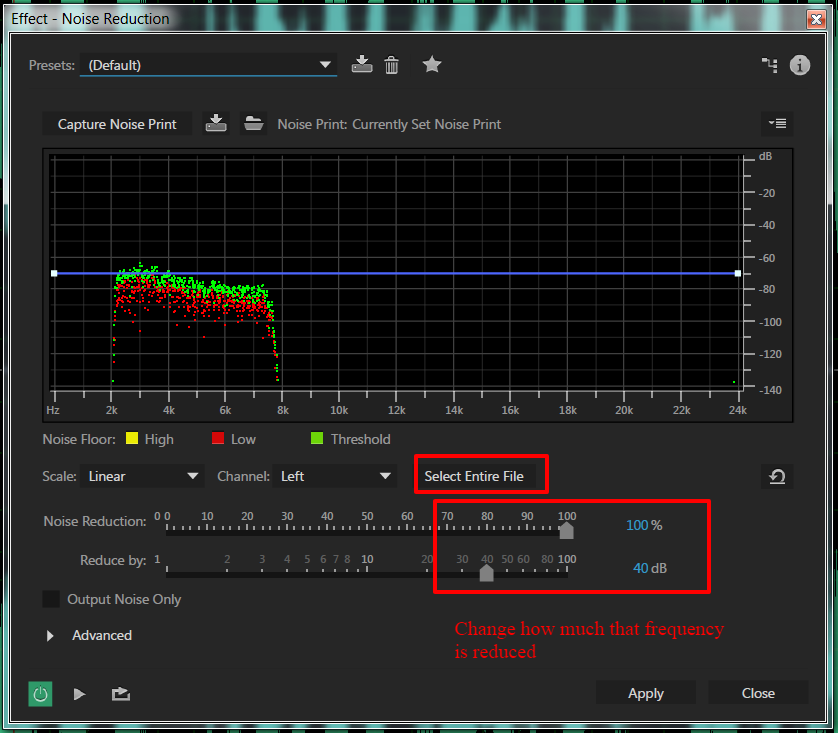 Effect - Noise Reduction
Presets: (Default)
Capture Noise Print Noise Print: Currently Set Noise Print
dB
-20
-40
-60
-80
-100
-120
-140
Hz 2k 4k 6k 8k 10k 12k 14k 16k 18k 20k 22k 24k
Noise Floor: High Low Threshold
Scale: Linear Channel: Left Select Entire File
0 0 10 20 30 40 50 60 70 80 90 100
Noise Reduction: 100 %
Reduce by: 1 2 3 4 5 6 7 8 10 20 30 40 50 60 80 100
40 dB
Output Noise Only
Advanced
Change how much that frequency
is reduced
Apply Close